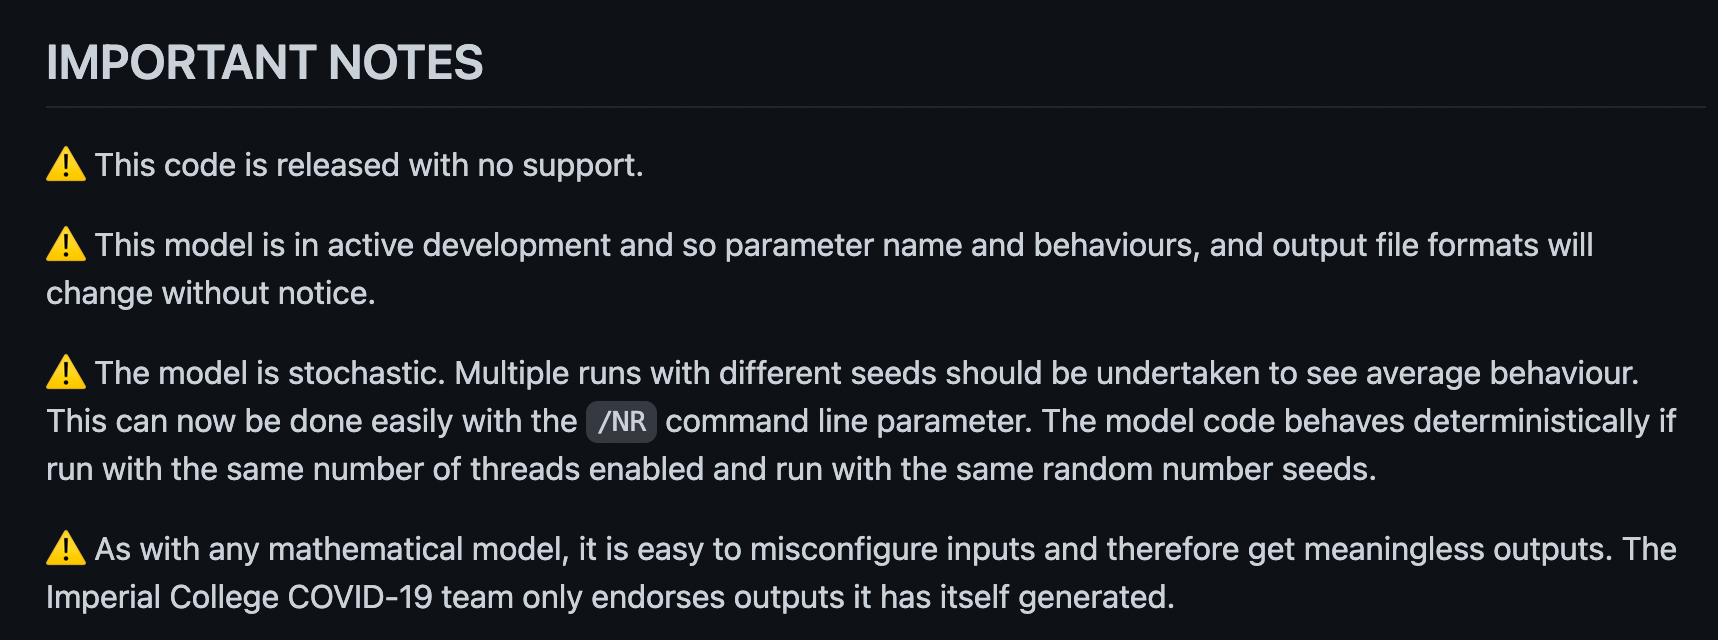 IMPORTANT NOTES
⚠️ This code is released with no support.
⚠️ This model is in active development and so parameter name and behaviours, and output file formats will
change without notice.
⚠️ The model is stochastic. Multiple runs with different seeds should be undertaken to see average behaviour.
This can now be done easily with the /NR command line parameter. The model code behaves deterministically if
run with the same number of threads enabled and run with the same random number seeds.
⚠️ As with any mathematical model, it is easy to misconfigure inputs and therefore get meaningless outputs. The
Imperial College COVID-19 team only endorses outputs it has itself generated.